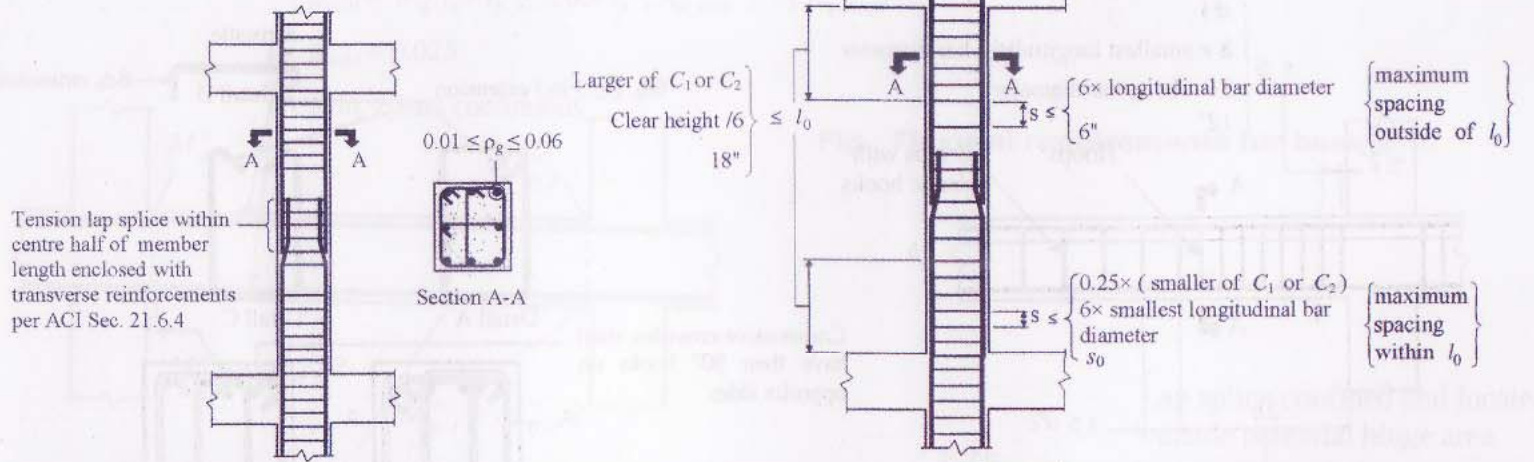 A
A
0.01 ≤ ρg ≤ 0.06
Tension lap splice within
centre half of member
length enclosed with
transverse reinforcements
per ACI Sec. 21.6.4
Section A-A
Larger of C1 or C2
Clear height /6
18"
≤ l0
A
A
s ≤
6× longitudinal bar diameter
6"
maximum
spacing
outside of l0
s ≤
0.25× ( smaller of C1 or C2)
6× smallest longitudinal bar
diameter
s0
maximum
spacing
within l0